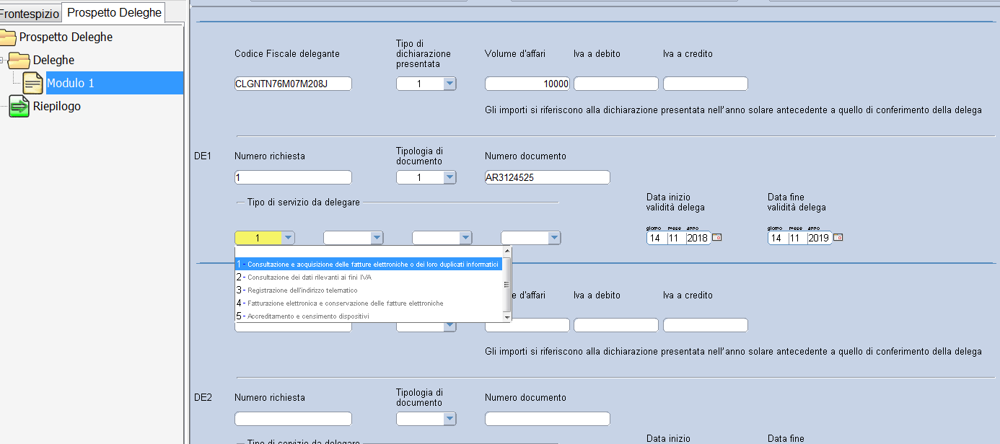 Frontespizio
Prospetto Deleghe
Prospetto Deleghe
Deleghe
Modulo 1
Riepilogo
Codice Fiscale delegante
Tipo di
dichiarazione
presentata
Volume d'affari
Iva a debito
Iva a credito
CLGNTN76M07M208J
1
10000
Gli importi si riferiscono alla dichiarazione presentata nell'anno solare antecedente a quello di conferimento della delega
DE1
Numero richiesta
Tipologia di
documento
Numero documento
1
1
AR3124525
Tipo di servizio da delegare
Data inizio
validità delega
Data fine
validità delega
giorno mese anno
giorno mese anno
1
14 11 2018
14 11 2019
1 - Consultazione e acquisizione delle fatture elettroniche o dei loro duplicati informatici
2 - Consultazione dei dati rilevanti ai fini IVA
3 - Registrazione dell'indirizzo telematico
4 - Fatturazione elettronica e conservazione delle fatture elettroniche
5 - Accreditamento e censimento dispositivi
e d'affari
Iva a debito
Iva a credito
Gli importi si riferiscono alla dichiarazione presentata nell'anno solare antecedente a quello di conferimento della delega
DE2
Numero richiesta
Tipologia di
documento
Numero documento
Tipo di servizio da delegare
Data inizio
Data fine